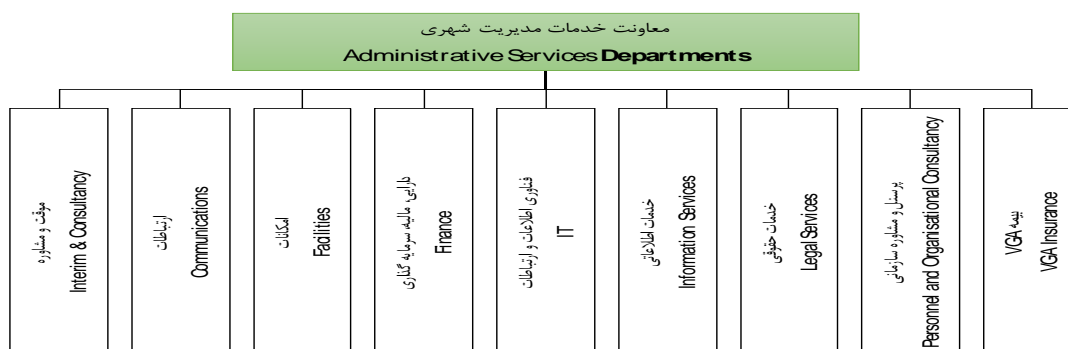 معاونت خدمات مدیریت شهری
Administrative Services Departments
موقت و مشاوره
Interim & Consultancy
ارتباطات
Communications
امکانات
Facilities
دارایی، مالیه، سرمایه گذاری
Finance
فناوری اطلاعات و ارتباطات
IT
خدمات اطلاعاتی
Information Services
خدمات حقوقی
Legal Services
پرسنل و مشاوره سازمانی
Personnel and Organisational Consultancy
بیمه VGA
VGA Insurance